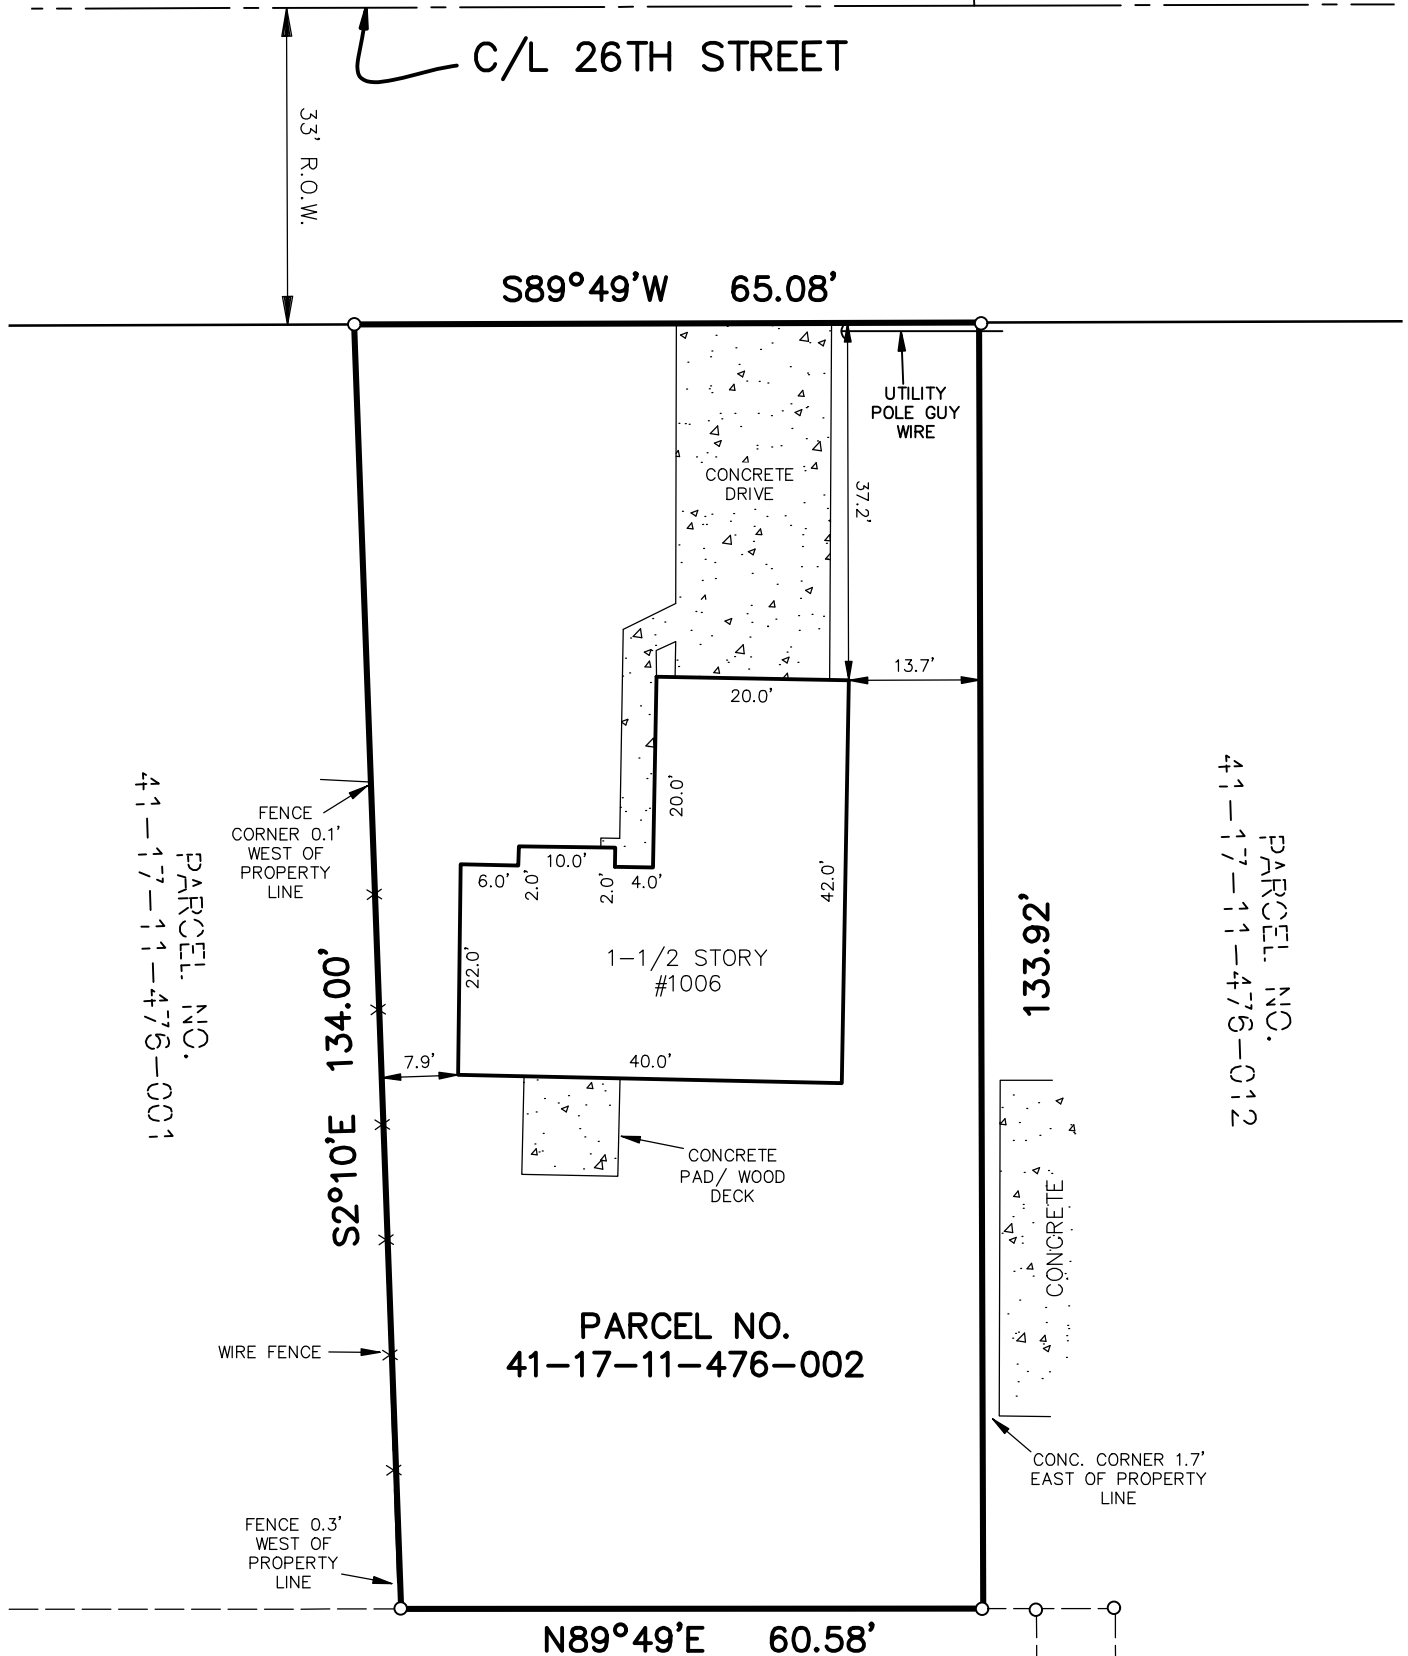 C/L 26TH STREET
33' R.O.W.
S89°49'W 65.08'
UTILITY
POLE GUY
WIRE
CONCRETE
DRIVE
37.2'
13.7'
20.0'
20.0'
FENCE
CORNER 0.1'
WEST OF
PROPERTY
LINE
10.0'
6.0'
2.0'
2.0'
4.0'
42.0'
22.0'
1-1/2 STORY
#1006
PARCEL NO.
41-17-11-476-001
PARCEL NO.
41-17-11-476-012
133.92'
S2°10'E 134.00'
7.9'
40.0'
CONCRETE
PAD/ WOOD
DECK
CONCRETE
PARCEL NO.
41-17-11-476-002
WIRE FENCE
CONC. CORNER 1.7'
EAST OF PROPERTY
LINE
FENCE 0.3'
WEST OF
PROPERTY
LINE
N89°49'E 60.58'